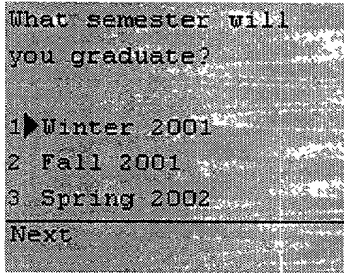 What semester will
you graduate?
1 Winter 2001
2 Fall 2001
3 Spring 2002
Next